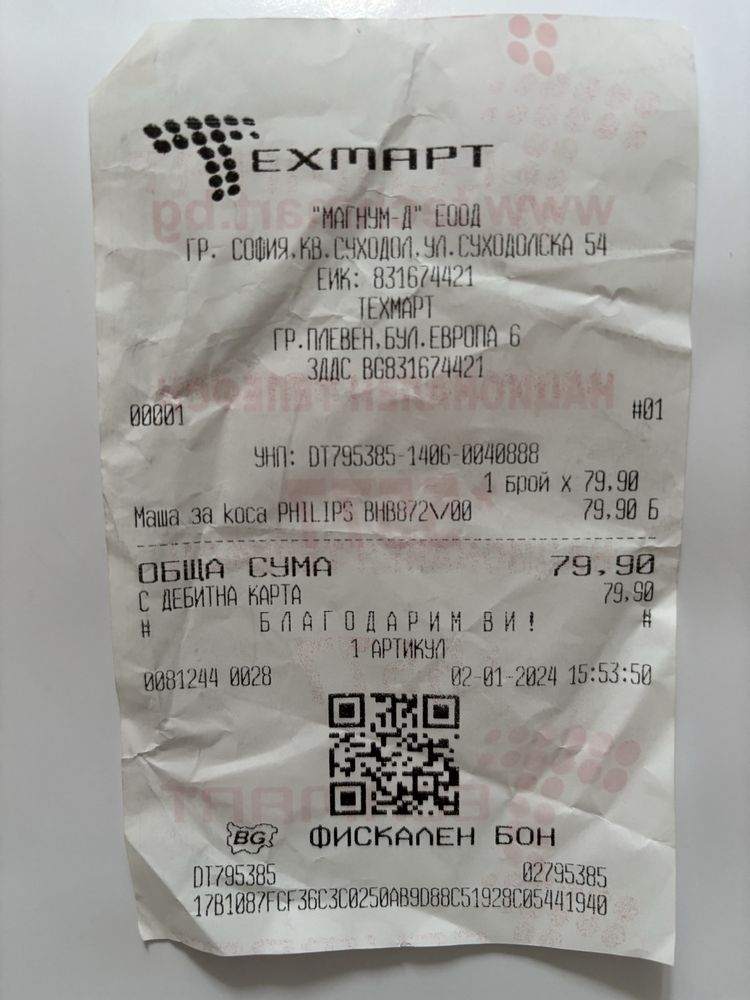 ТЕХМАРТ
"МАГНУМ-Д" ЕООД
ГР. СОФИЯ.КВ.СУХОДОЛ.УЛ.СУХОДОЛСКА 54
ЕИК: 831674421
ТЕХМАРТ
ГР.ПЛЕВЕН.БУЛ.ЕВРОПА 6
ЗДДС BG831674421
00001 #01
УНП: DT795385-1406-0040888
1 брой x 79.90
Маша за коса PHILIPS BHB872\/00 79,90 Б
ОБЩА СУМА 79.90
С ДЕБИТНА КАРТА 79,90
# БЛАГОДАРИМ ВИ! #
1 АРТИКУЛ
0081244 0028 02-01-2024 15:53:50
BG ФИСКАЛЕН БОН
DT795385 02795385
17B1087FCF36C3C0250AB9D88C51928C05441940